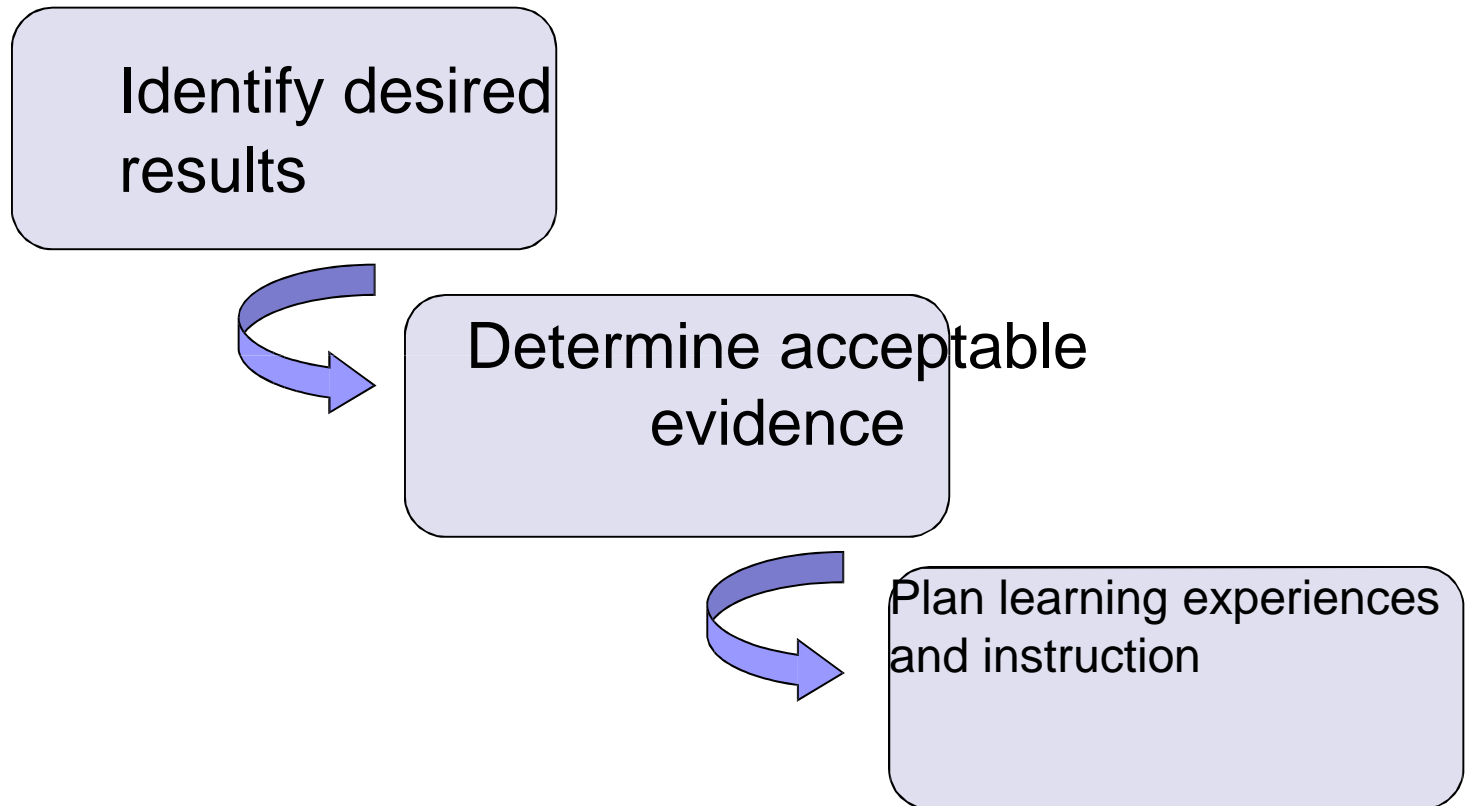 Identify desired
results
Determine acceptable
evidence
Plan learning experiences
and instruction